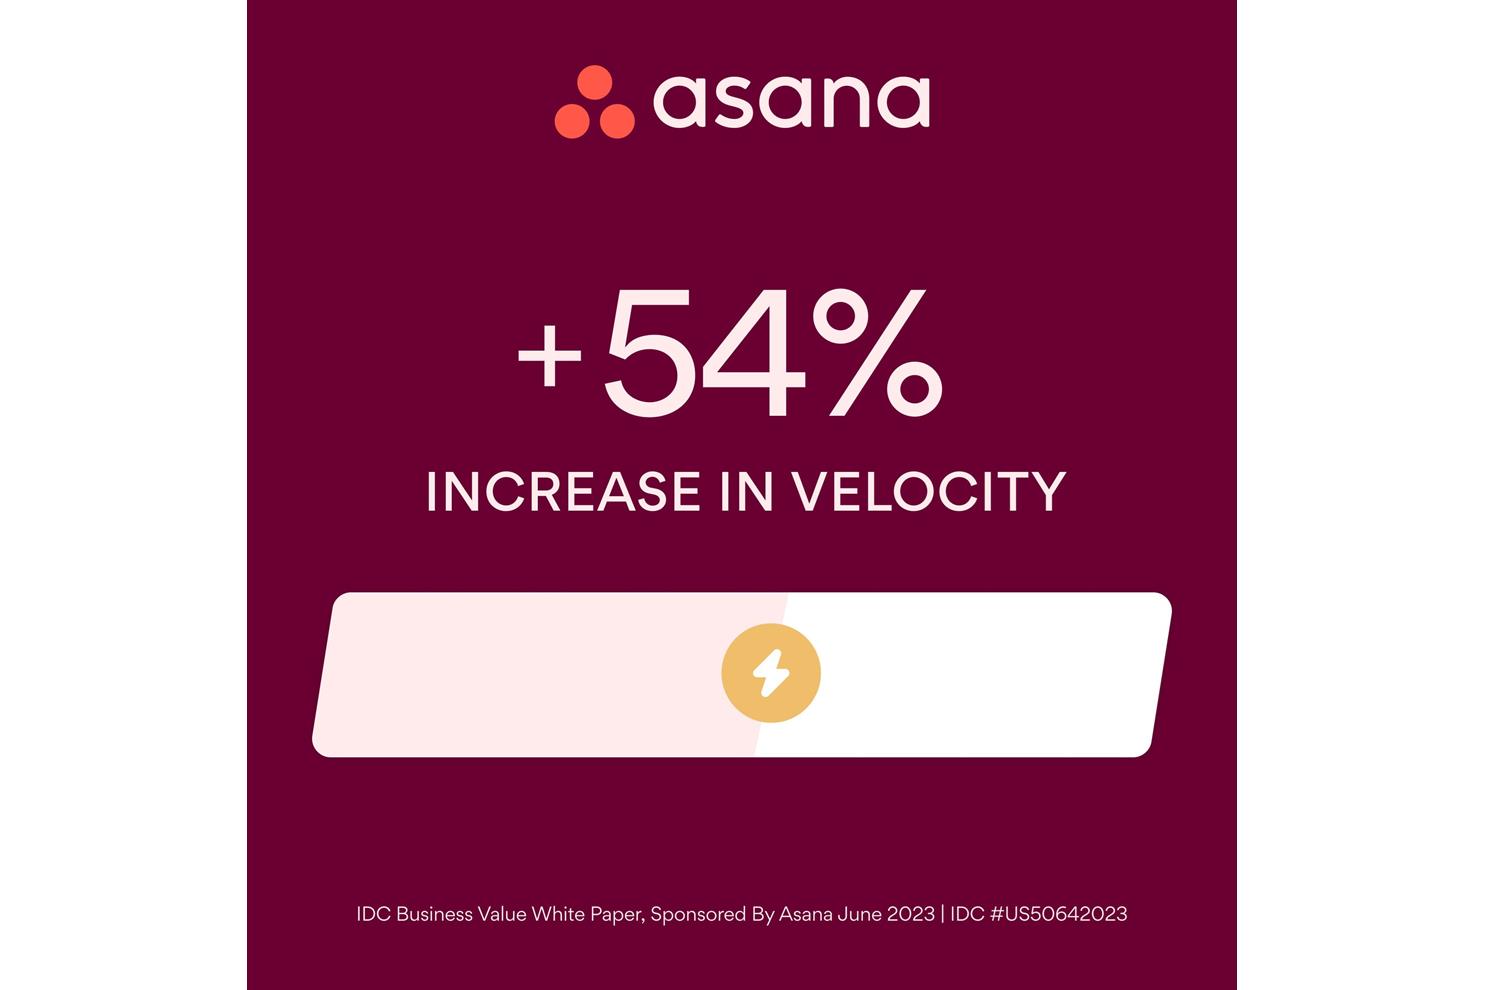 asana
+54%
INCREASE IN VELOCITY
IDC Business Value White Paper, Sponsored By Asana June 2023 | IDC #US50642023